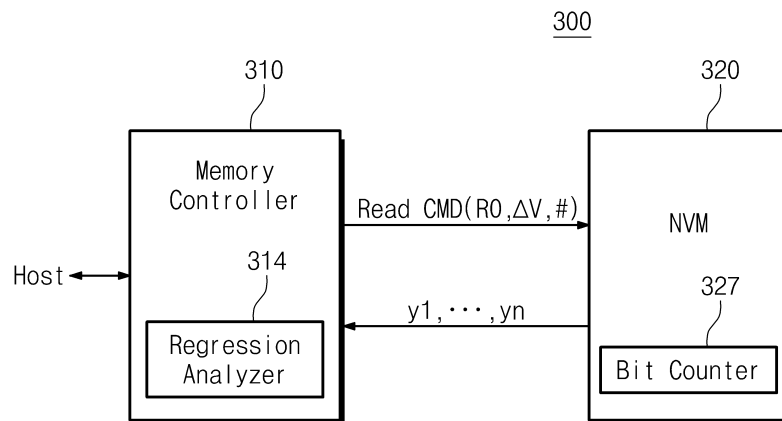 300
310
320
Memory
Controller
Read CMD(R0,ΔV,#)
NVM
Host
314
327
y1,···,yn
Regression
Analyzer
Bit Counter